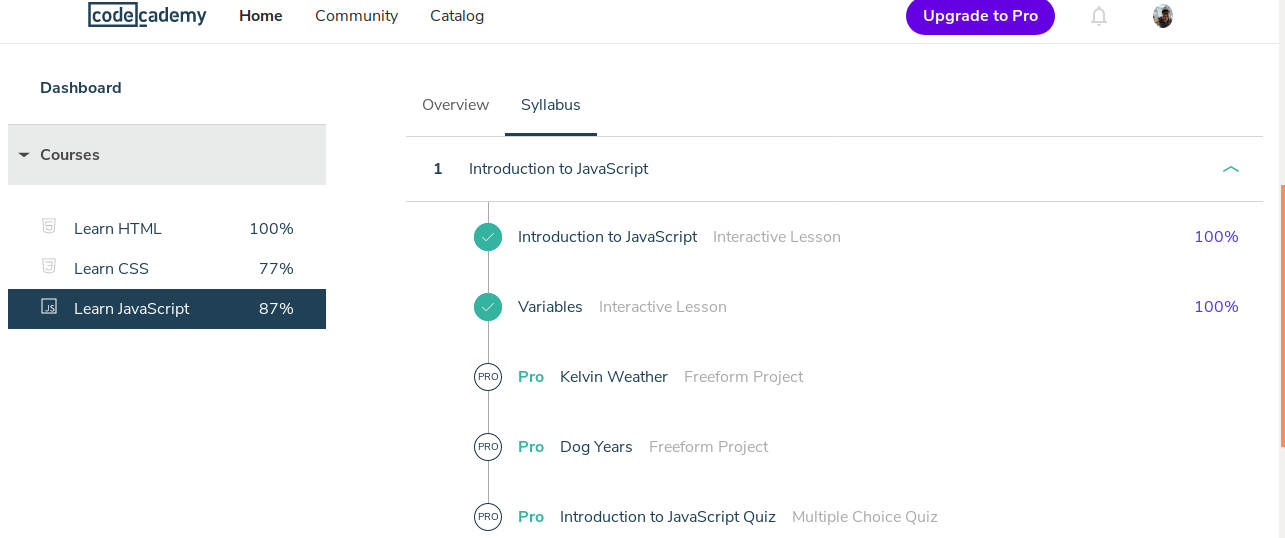 codecademy Home Community Catalog Upgrade to Pro
Dashboard
Courses
Learn HTML 100%
Learn CSS 77%
JS Learn JavaScript 87%
Overview Syllabus
1 Introduction to JavaScript
Introduction to JavaScript Interactive Lesson 100%
Variables Interactive Lesson 100%
PRO Pro Kelvin Weather Freeform Project
PRO Pro Dog Years Freeform Project
PRO Pro Introduction to JavaScript Quiz Multiple Choice Quiz